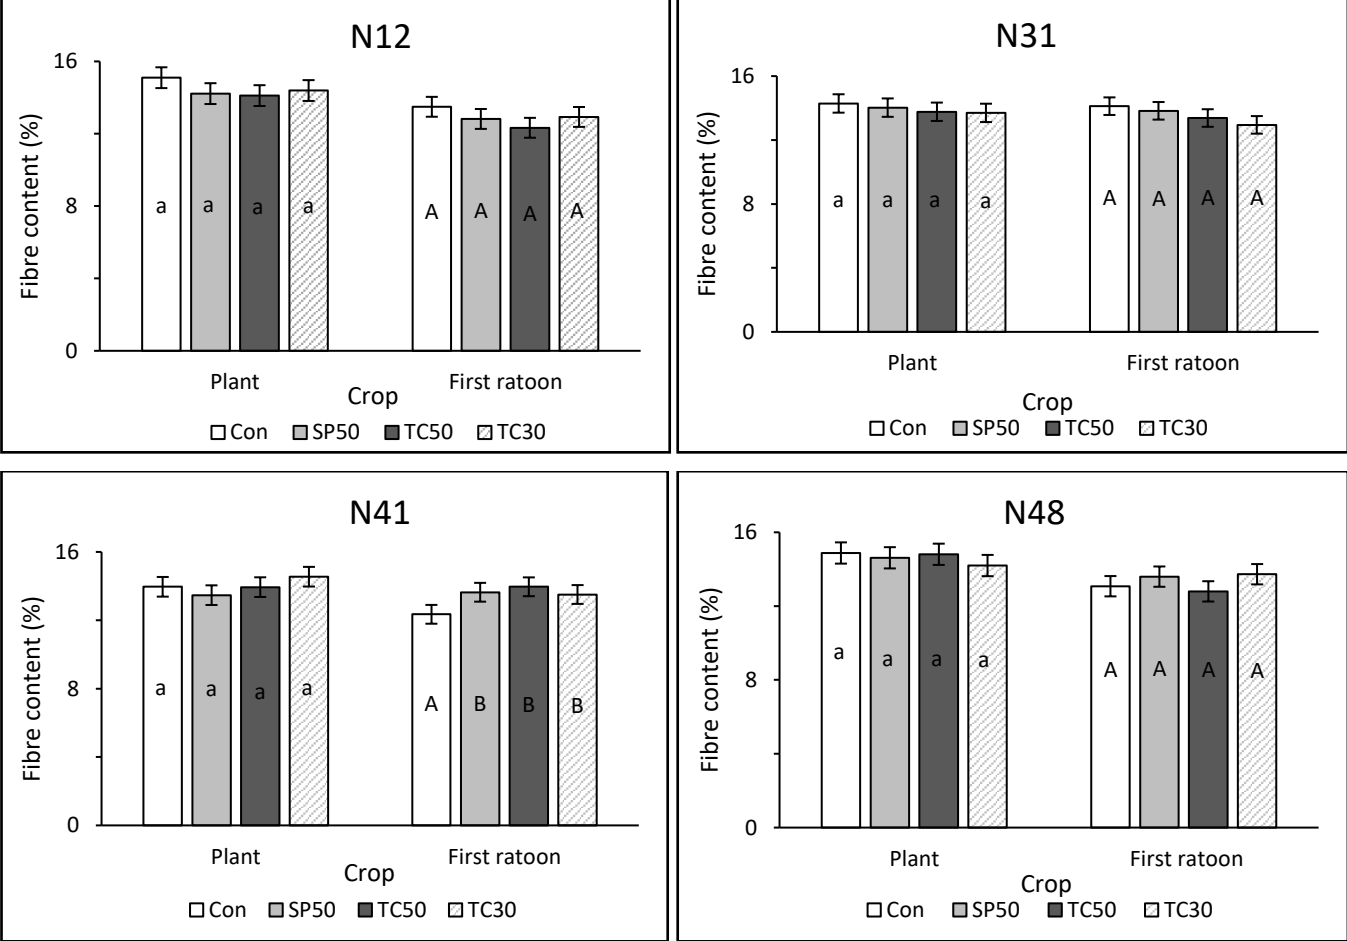 N12
16
8
0
Fibre content (%)
a a a a A A A A
Plant First ratoon
Crop
Con SP50 TC50 TC30
N31
16
8
0
Fibre content (%)
a a a a A A A A
Plant First ratoon
Crop
Con SP50 TC50 TC30
N41
16
8
0
Fibre content (%)
a a a a A B B B
Plant First ratoon
Crop
Con SP50 TC50 TC30
N48
16
8
0
Fibre content (%)
a a a a A A A A
Plant First ratoon
Crop
Con SP50 TC50 TC30